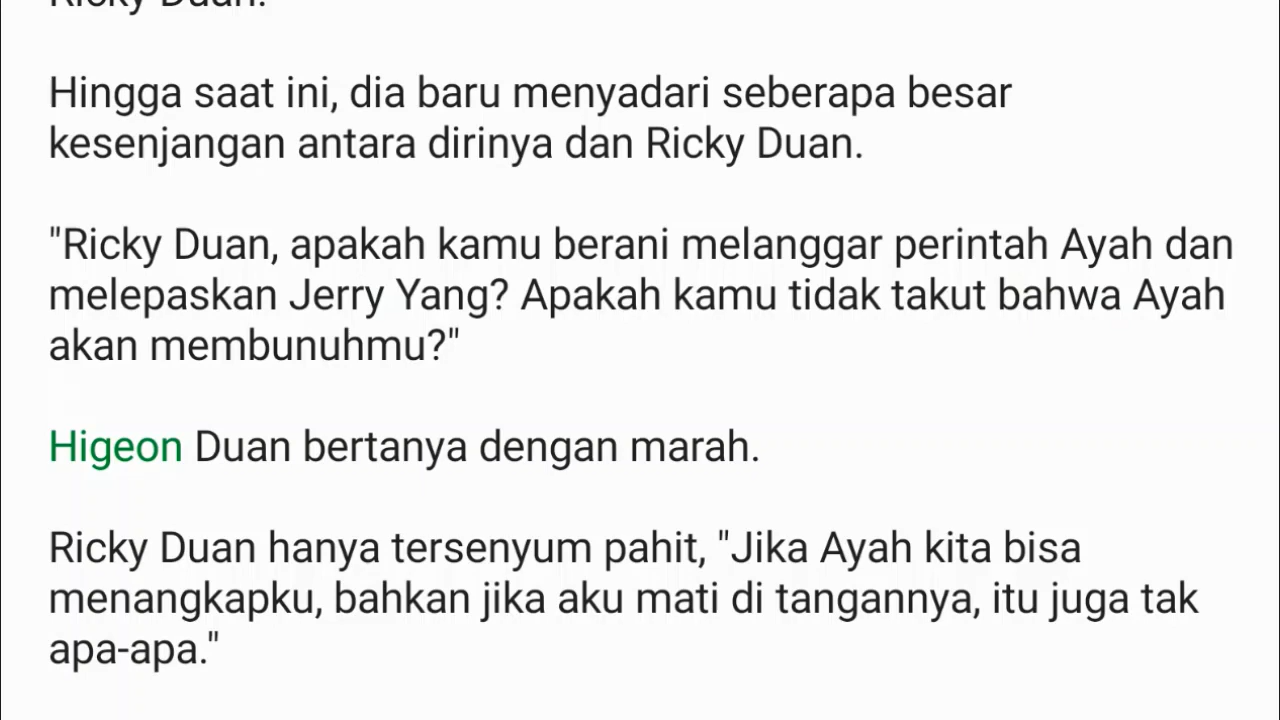 Ricky Duan.
Hingga saat ini, dia baru menyadari seberapa besar
kesenjangan antara dirinya dan Ricky Duan.
"Ricky Duan, apakah kamu berani melanggar perintah Ayah dan
melepaskan Jerry Yang? Apakah kamu tidak takut bahwa Ayah
akan membunuhmu?"
Higeon Duan bertanya dengan marah.
Ricky Duan hanya tersenyum pahit, "Jika Ayah kita bisa
menangkapku, bahkan jika aku mati di tangannya, itu juga tak
apa-apa."